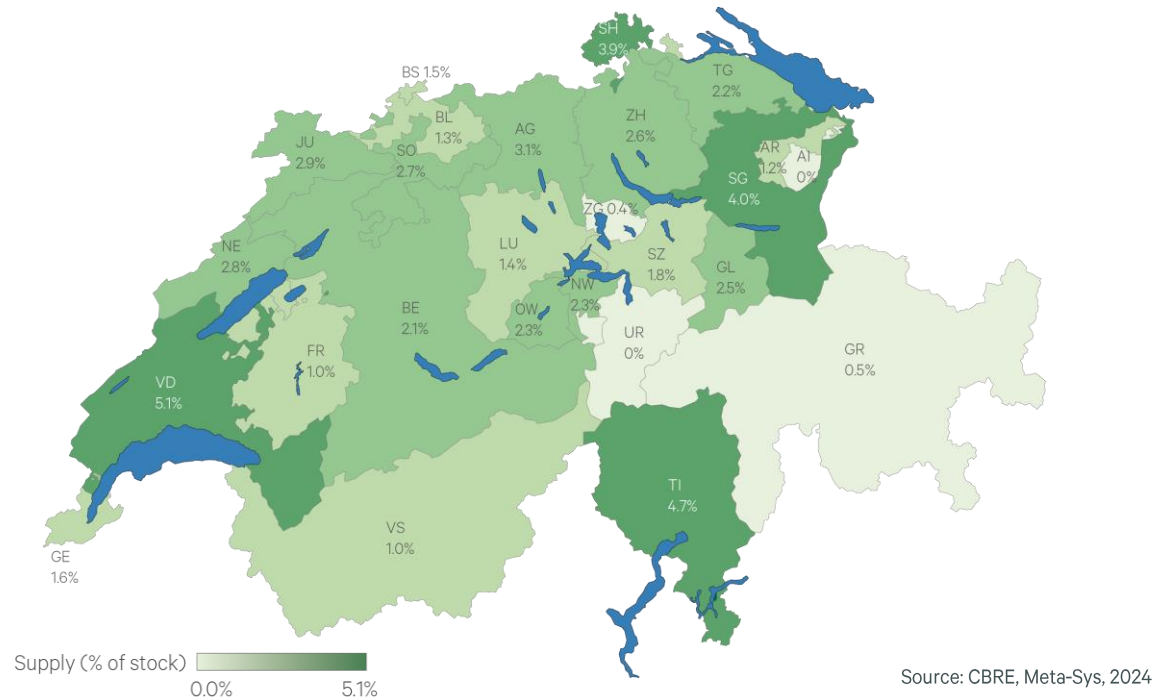 SH
3.9%
BS 1.5%
TG
2.2%
BL
1.3%
ZH
2.6%
AG
3.1%
JU
2.9%
SO
2.7%
AR
1.2%
AI
0%
SG
4.0%
ZG 0.4%
NE
2.8%
LU
1.4%
SZ
1.8%
GL
2.5%
NW
2.3%
OW
2.3%
BE
2.1%
UR
0%
FR
1.0%
GR
0.5%
VD
5.1%
TI
4.7%
VS
1.0%
GE
1.6%
Supply (% of stock)
0.0% 5.1%
Source: CBRE, Meta-Sys, 2024